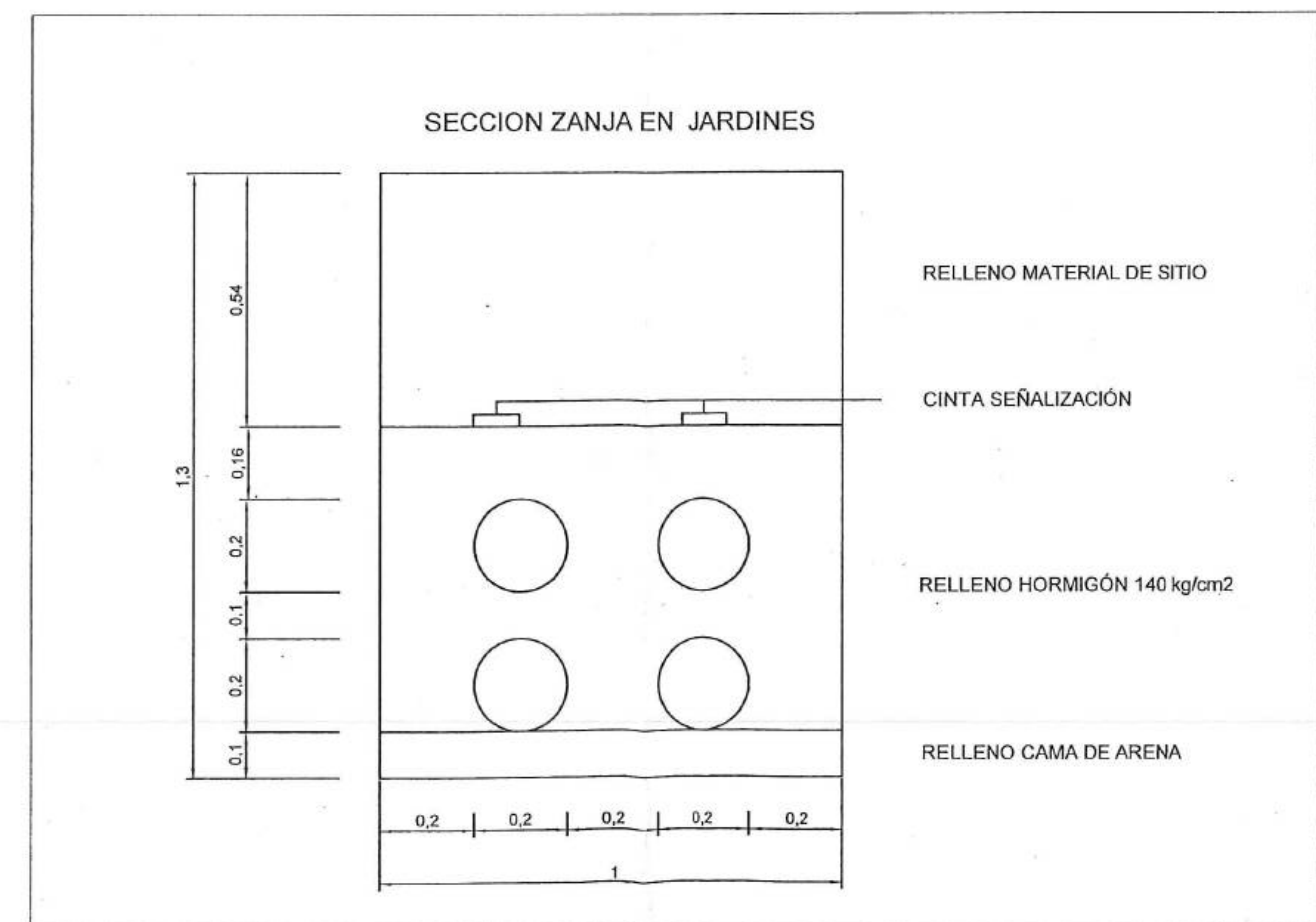 SECCION ZANJA EN JARDINES
RELLENO MATERIAL DE SITIO
0,54
CINTA SEÑALIZACIÓN
0,16
1,3
0,2
RELLENO HORMIGÓN 140 kg/cm2
0,1
0,2
RELLENO CAMA DE ARENA
0,1
0,2 0,2 0,2 0,2 0,2
1